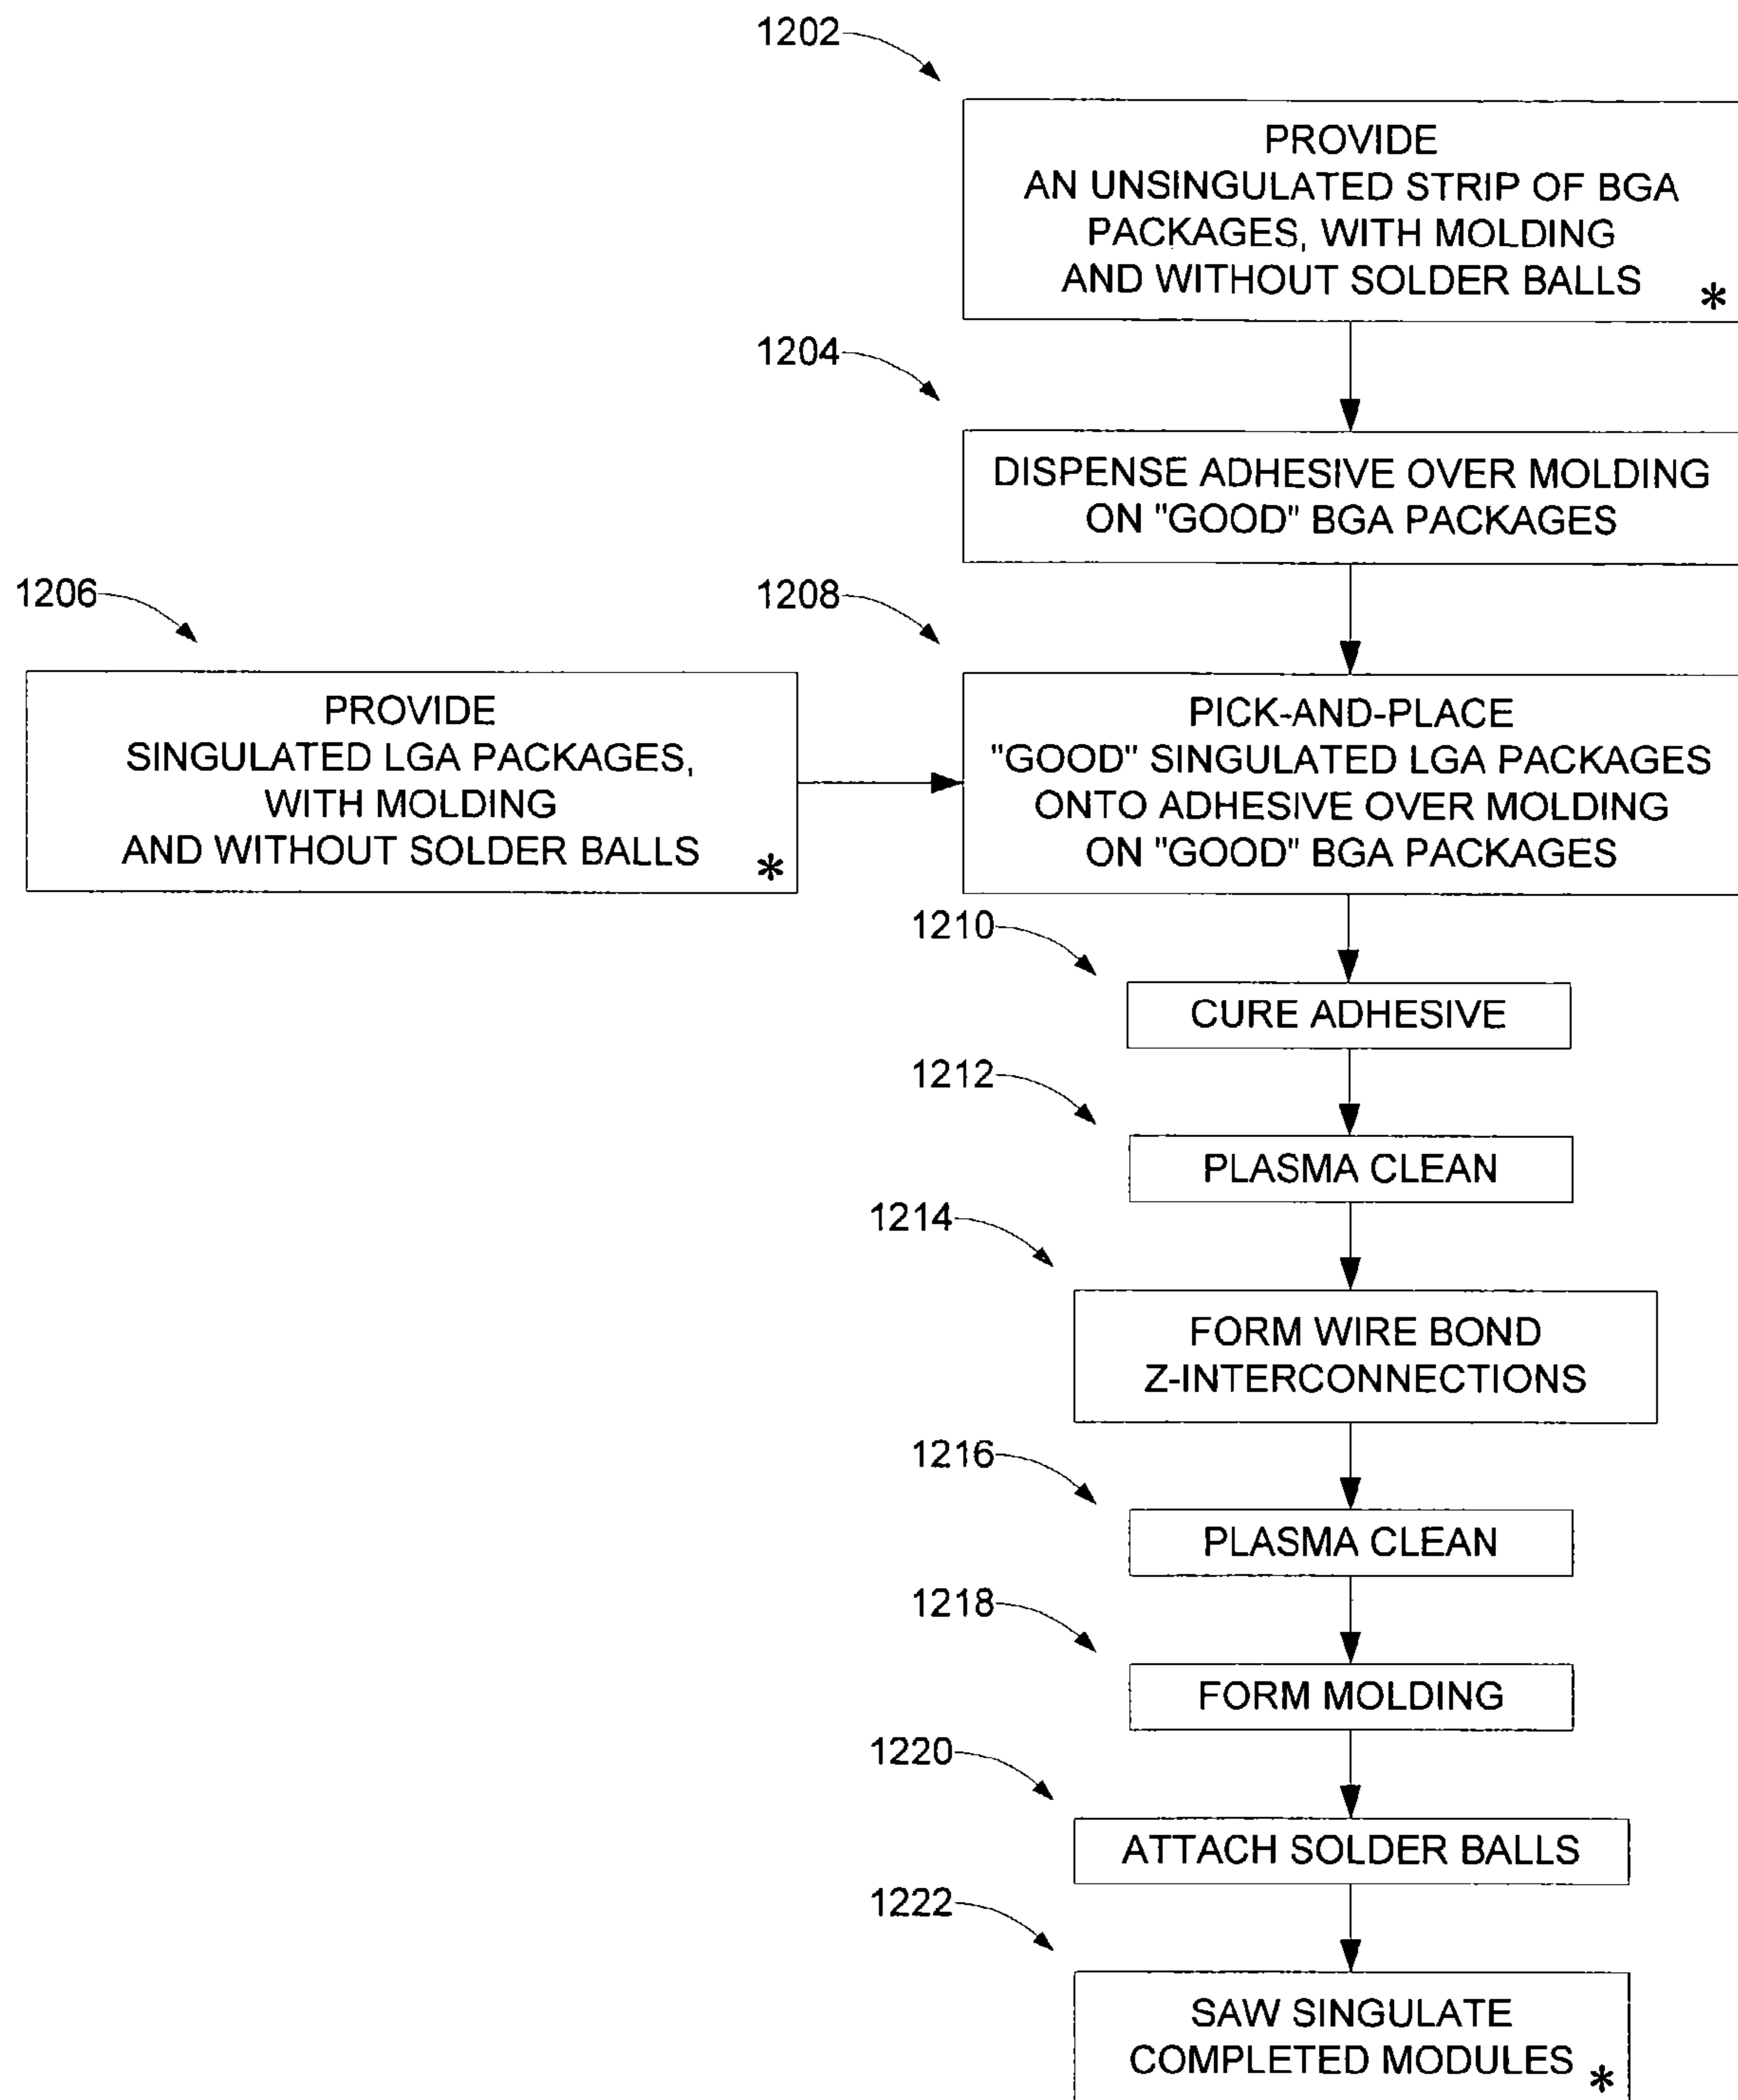 1202
PROVIDE
AN UNSINGULATED STRIP OF BGA
PACKAGES, WITH MOLDING
AND WITHOUT SOLDER BALLS *
1204
DISPENSE ADHESIVE OVER MOLDING
ON "GOOD" BGA PACKAGES
1206
PROVIDE
SINGULATED LGA PACKAGES,
WITH MOLDING
AND WITHOUT SOLDER BALLS *
1208
PICK-AND-PLACE
"GOOD" SINGULATED LGA PACKAGES
ONTO ADHESIVE OVER MOLDING
ON "GOOD" BGA PACKAGES
1210
CURE ADHESIVE
1212
PLASMA CLEAN
1214
FORM WIRE BOND
Z-INTERCONNECTIONS
1216
PLASMA CLEAN
1218
FORM MOLDING
1220
ATTACH SOLDER BALLS
1222
SAW SINGULATE
COMPLETED MODULES *